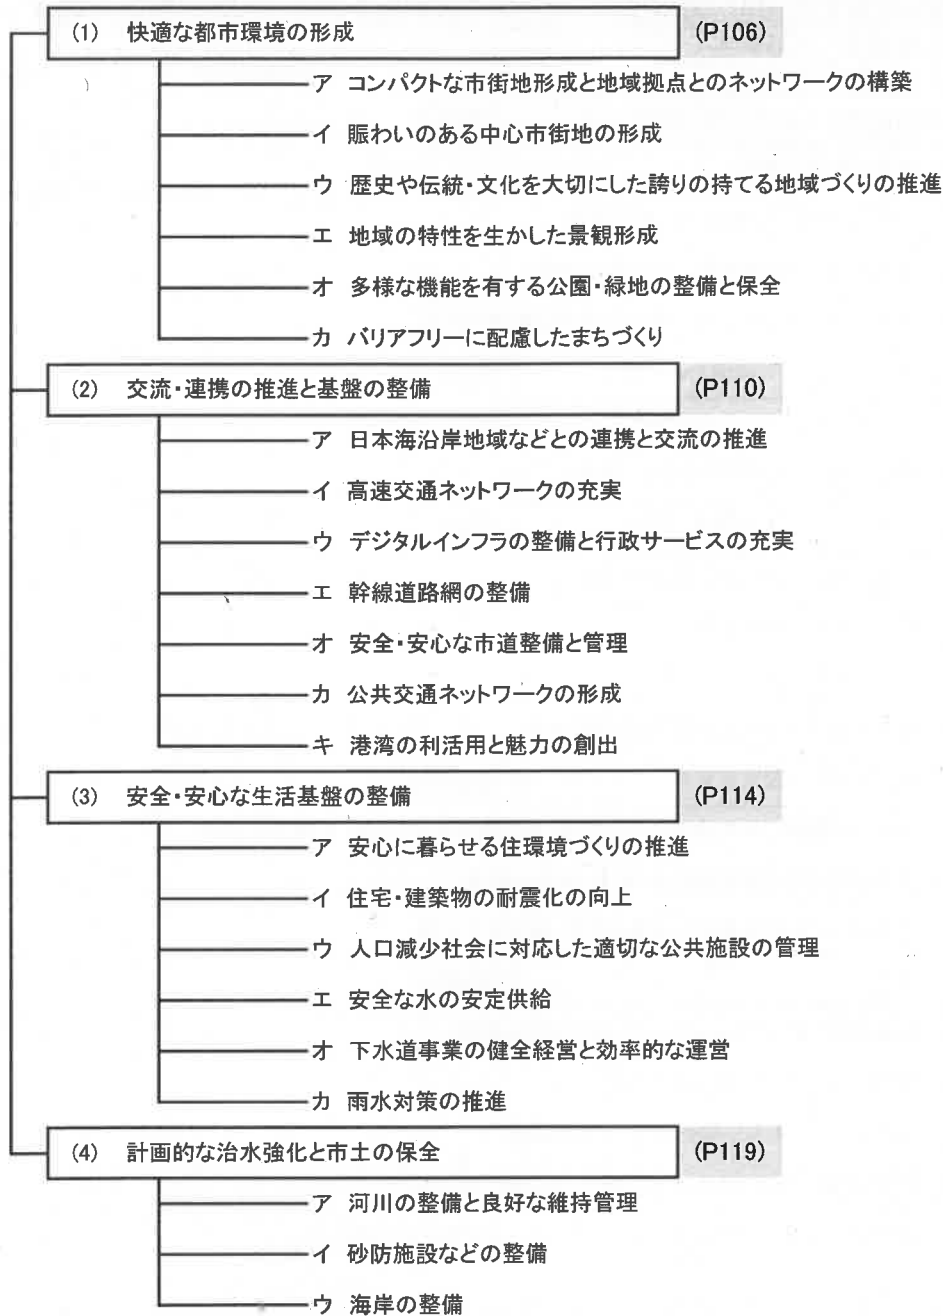 (1) 快適な都市環境の形成 (P106)
ア コンパクトな市街地形成と地域拠点とのネットワークの構築
イ 賑わいのある中心市街地の形成
ウ 歴史や伝統・文化を大切にした誇りの持てる地域づくりの推進
エ 地域の特性を生かした景観形成
オ 多様な機能を有する公園・緑地の整備と保全
カ バリアフリーに配慮したまちづくり
(2) 交流・連携の推進と基盤の整備 (P110)
ア 日本海沿岸地域などとの連携と交流の推進
イ 高速交通ネットワークの充実
ウ デジタルインフラの整備と行政サービスの充実
エ 幹線道路網の整備
オ 安全・安心な市道整備と管理
カ 公共交通ネットワークの形成
キ 港湾の利活用と魅力の創出
(3) 安全・安心な生活基盤の整備 (P114)
ア 安心に暮らせる住環境づくりの推進
イ 住宅・建築物の耐震化の向上
ウ 人口減少社会に対応した適切な公共施設の管理
エ 安全な水の安定供給
オ 下水道事業の健全経営と効率的な運営
カ 雨水対策の推進
(4) 計画的な治水強化と市土の保全 (P119)
ア 河川の整備と良好な維持管理
イ 砂防施設などの整備
ウ 海岸の整備